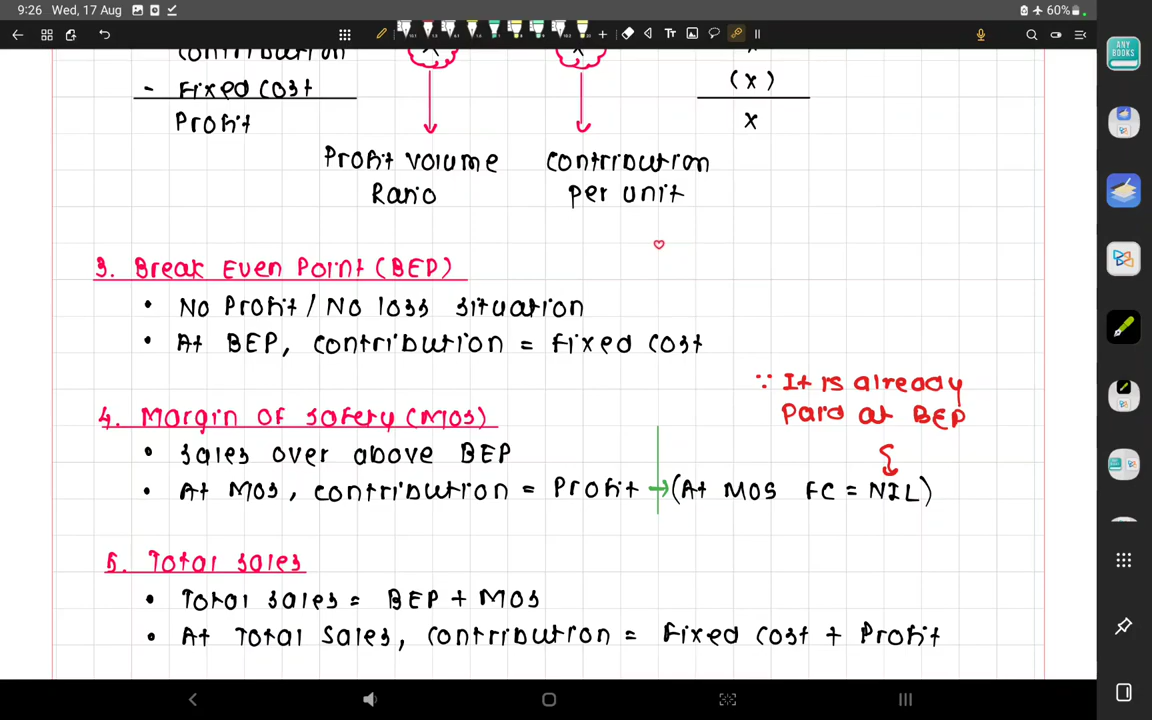 9:26 Wed, 17 Aug
60%
TT
Contribution
- Fixed Cost (x)
Profit x
Profit Volume Contribution
Ratio Per unit
3. Break Even Point (BEP)
• No Profit / No loss situation
• At BEP, contribution = Fixed Cost
∵ It is already
Paid at BEP
4. Margin Of Safety (MOS)
• Sales over above BEP
• At MOS, contribution = Profit → (At MOS FC = NIL)
5. Total Sales
• Total Sales = BEP + MOS
• At Total Sales, contribution = Fixed Cost + Profit
ANY
BOOKS